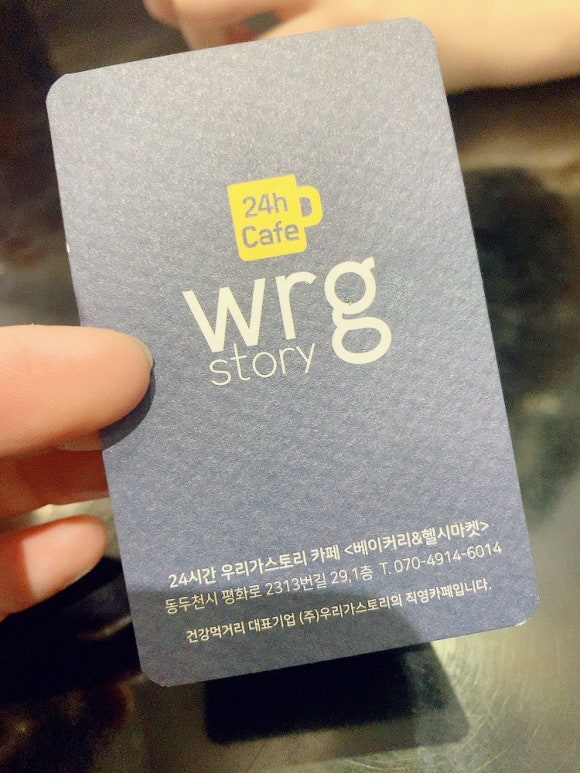 24h
Cafe
wrg
story
24시간 우리가스토리 카페 <베이커리&헬시마켓>
동두천시 평화로 2313번길 29,1층 T.070-4914-6014
건강먹거리 대표기업 (주)우리가스토리의 직영카페입니다.